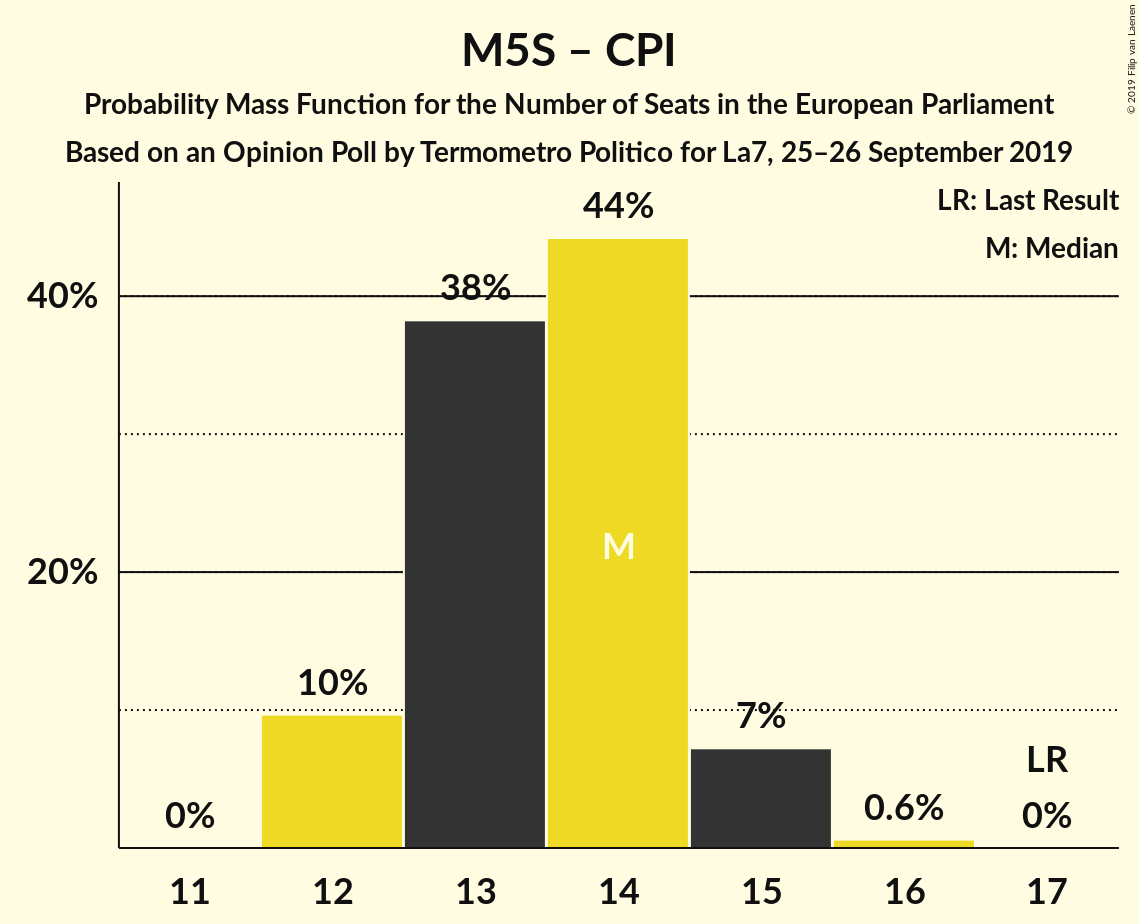 M5S – CPI
Probability Mass Function for the Number of Seats in the European Parliament
Based on an Opinion Poll by Termometro Politico for La7, 25–26 September 2019
© 2019 Filip van Laenen
LR: Last Result
M: Median
40%
20%
0%
10%
38%
44%
M
7%
0.6%
LR
0%
11
12
13
14
15
16
17